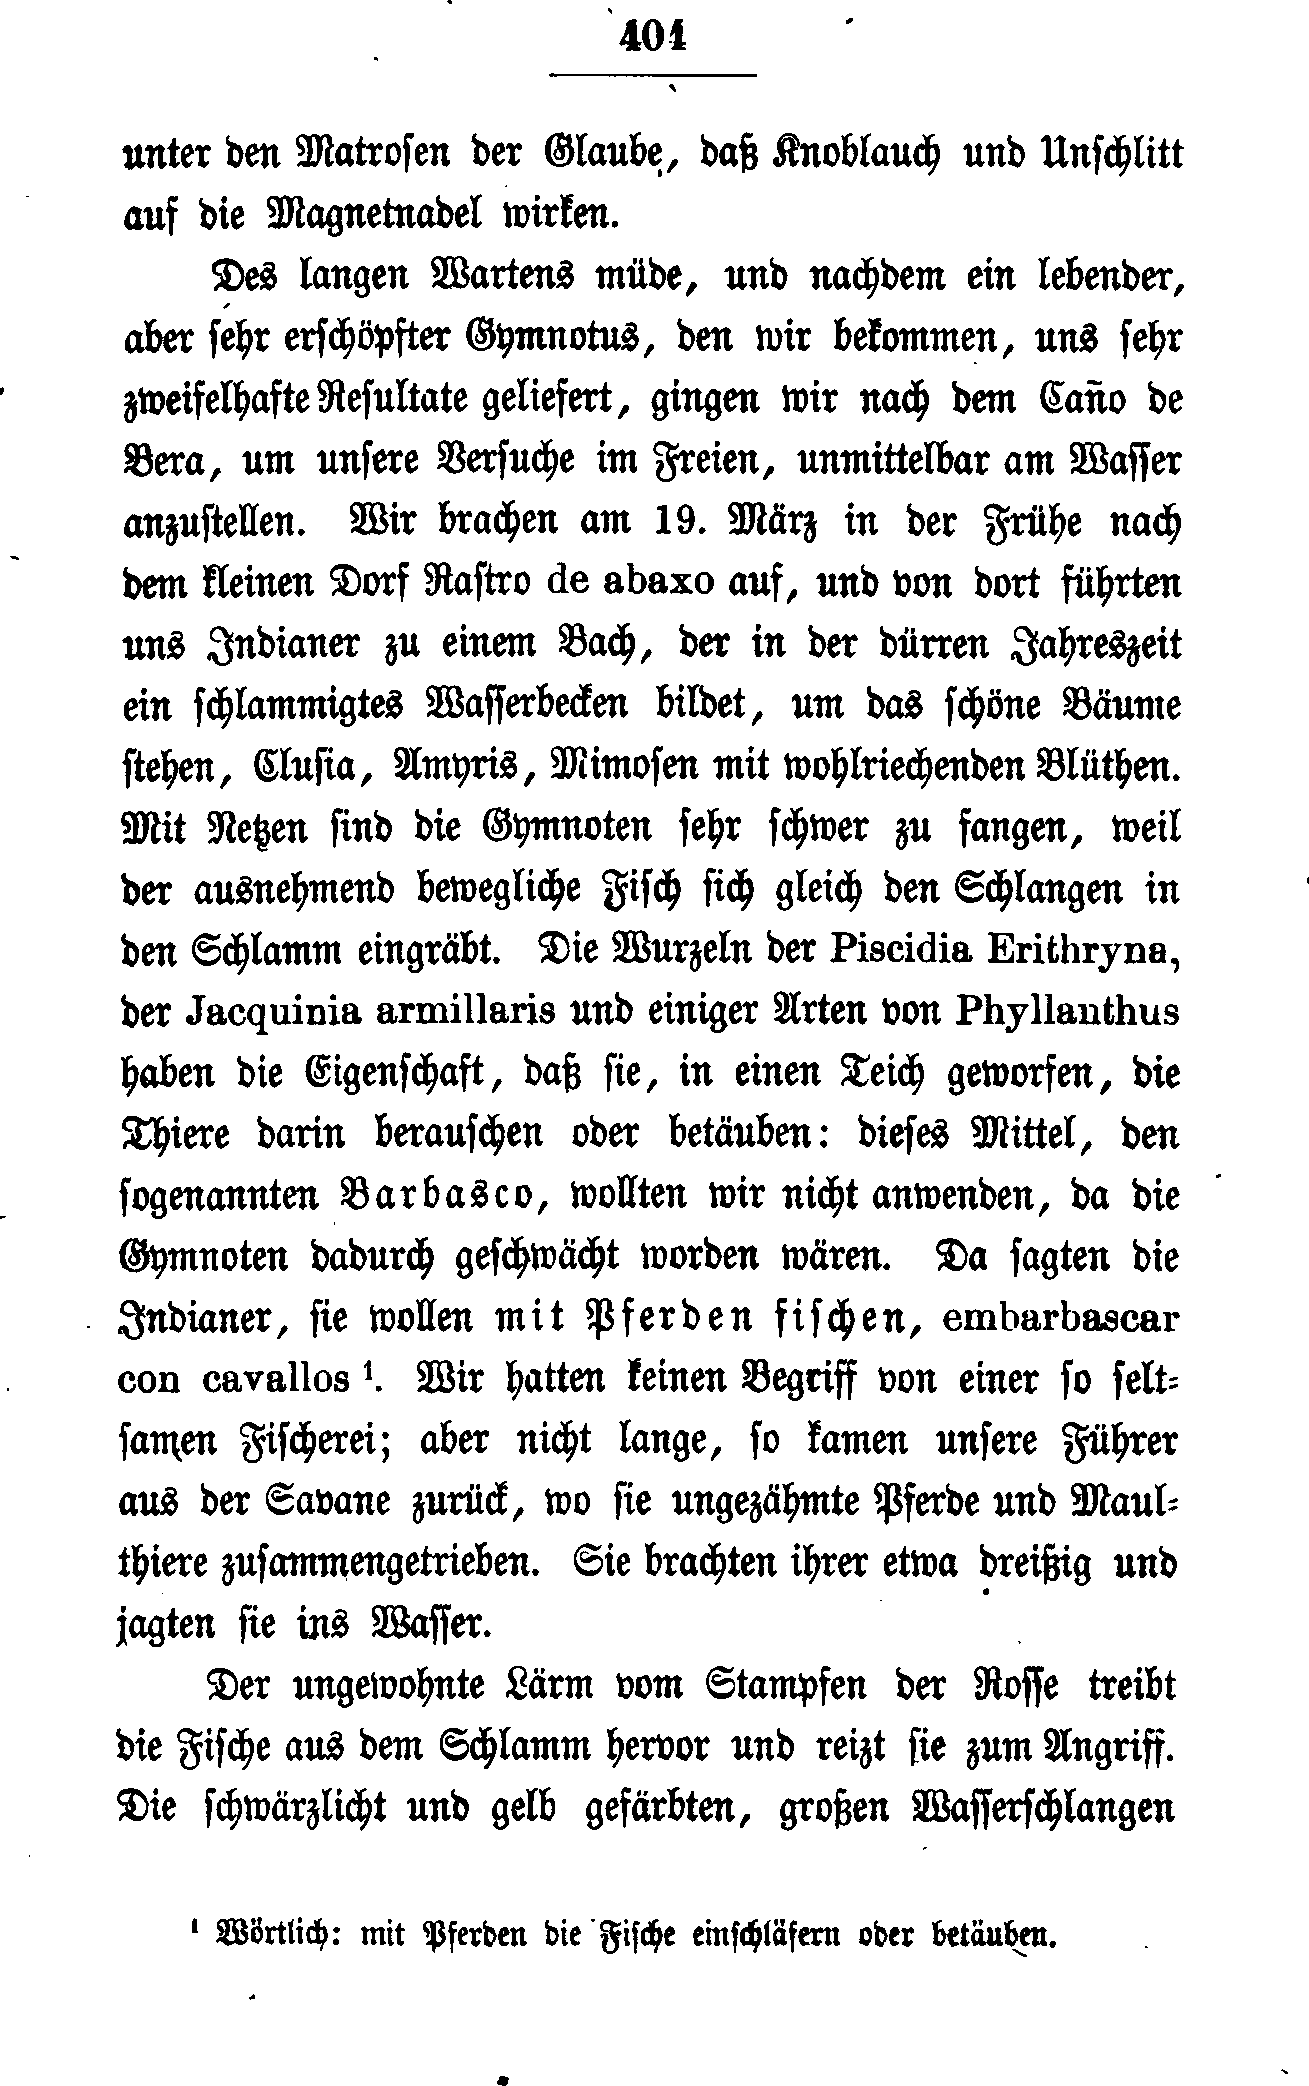 401
unter den Matrosen der Glaube, daß Knoblauch und Unschlitt
auf die Magnetnadel wirken.
Des langen Wartens müde, und nachdem ein lebender,
aber sehr erschöpfter Gymnotus, den wir bekommen, uns sehr
zweifelhafte Resultate geliefert, gingen wir nach dem Caño de
Bera, um unsere Versuche im Freien, unmittelbar am Wasser
anzustellen. Wir brachen am 19. März in der Frühe nach
dem kleinen Dorf Rastro de abaxo auf, und von dort führten
uns Indianer zu einem Bach, der in der dürren Jahreszeit
ein schlammigtes Wasserbecken bildet, um das schöne Bäume
stehen, Clusia, Amyris, Mimosen mit wohlriechenden Blüthen.
Mit Netzen sind die Gymnoten sehr schwer zu fangen, weil
der ausnehmend bewegliche Fisch sich gleich den Schlangen in
den Schlamm eingräbt. Die Wurzeln der Piscidia Erithryna,
der Jacquinia armillaris und einiger Arten von Phyllanthus
haben die Eigenschaft, daß sie, in einen Teich geworfen, die
Thiere darin berauschen oder betäuben: dieses Mittel, den
sogenannten Barbasco, wollten wir nicht anwenden, da die
Gymnoten dadurch geschwächt worden wären. Da sagten die
Indianer, sie wollen mit Pferden fischen, embarbascar
con cavallos ¹. Wir hatten keinen Begriff von einer so selt-
samen Fischerei; aber nicht lange, so kamen unsere Führer
aus der Savane zurück, wo sie ungezähmte Pferde und Maul-
thiere zusammengetrieben. Sie brachten ihrer etwa dreißig und
jagten sie ins Wasser.
Der ungewohnte Lärm vom Stampfen der Rosse treibt
die Fische aus dem Schlamm hervor und reizt sie zum Angriff.
Die schwärzlicht und gelb gefärbten, großen Wasserschlangen
¹ Wörtlich: mit Pferden die Fische einschläfern oder betäuben.